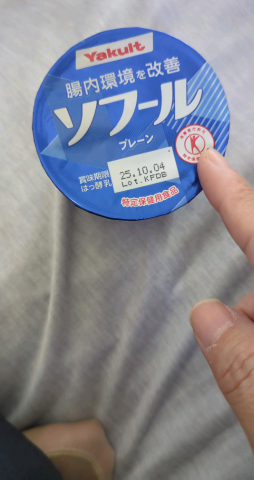 Yakult
腸内環境を改善
ソフール
プレーン
賞味期限
はっ酵乳
25.10.04
Lot.KFDB
特定保健用食品